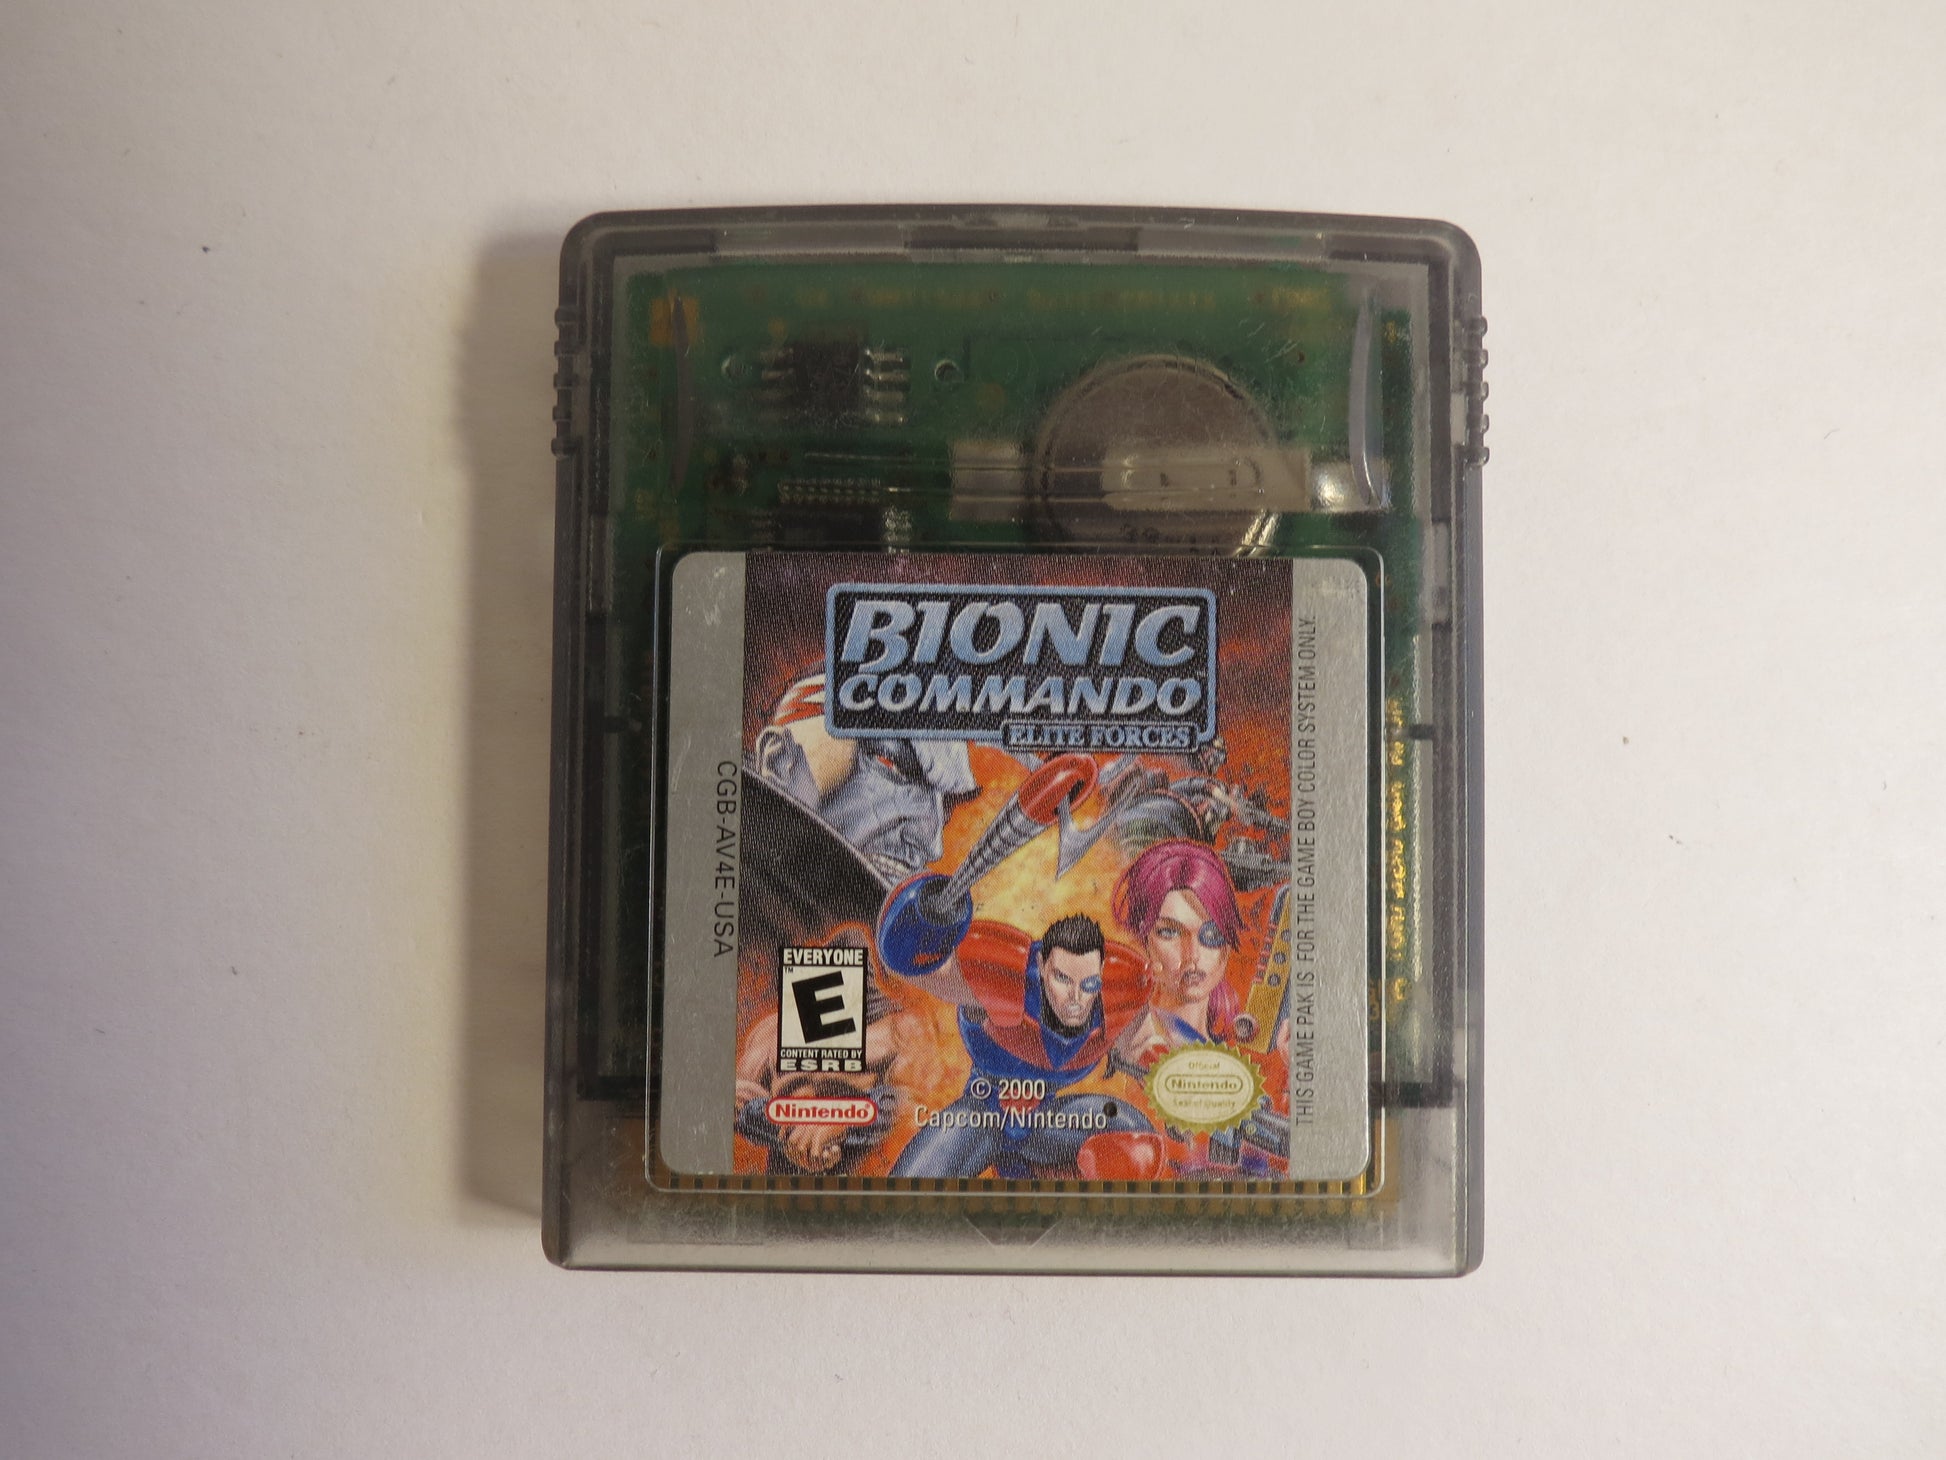 BIONIC
COMMANDO
ELITE FORCES
CGB-AV4E-USA
THIS GAME PAK IS FOR THE GAME BOY COLOR SYSTEM ONLY.
EVERYONE
™
E
CONTENT RATED BY
ESRB
Nintendo®
© 2000
Capcom/Nintendo
Official
Nintendo
Seal of Quality